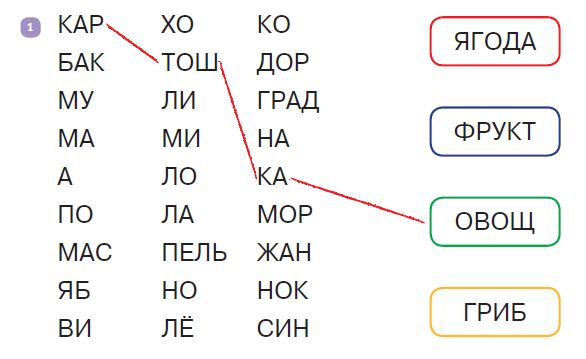 1 КАР ХО КО
ЯГОДА
БАК ТОШ ДОР
МУ ЛИ ГРАД
ФРУКТ
МА МИ НА
А ЛО КА
ПО ЛА МОР
ОВОЩ
МАС ПЕЛЬ ЖАН
ЯБ НО НОК
ГРИБ
ВИ ЛЁ СИН